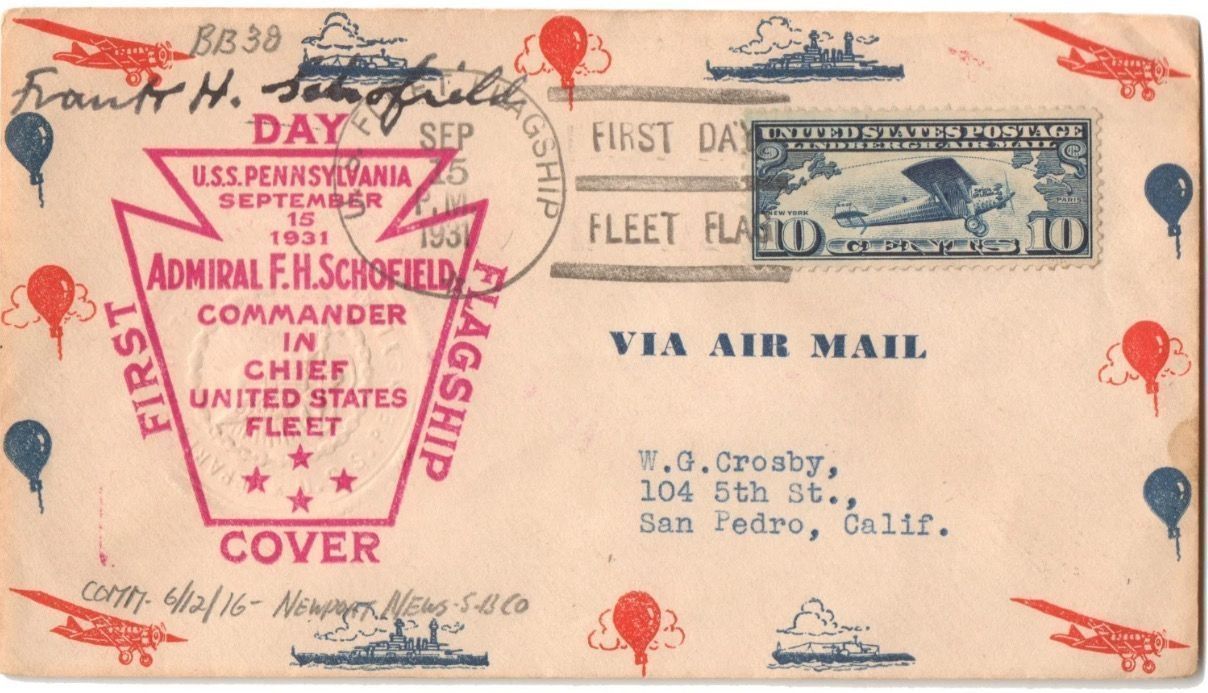 BB38
Frank H. Schofield
FIRST
DAY
U.S.S. PENNSYLVANIA
SEPTEMBER
15
1931
ADMIRAL F.H. SCHOFIELD
COMMANDER
IN
CHIEF
UNITED STATES
FLEET
FLAGSHIP
COVER
U.S. FLEET FLAGSHIP
SEP
15
P.M.
1931
FIRST DAY
FLEET FLAG
UNITED STATES POSTAGE
LINDBERGH AIR MAIL
NEW YORK
PARIS
10 CENTS 10
VIA AIR MAIL
W.G.Crosby,
104 5th St.,
San Pedro, Calif.
COMM- 6/12/16- NEWPORT NEWS-S-B CO